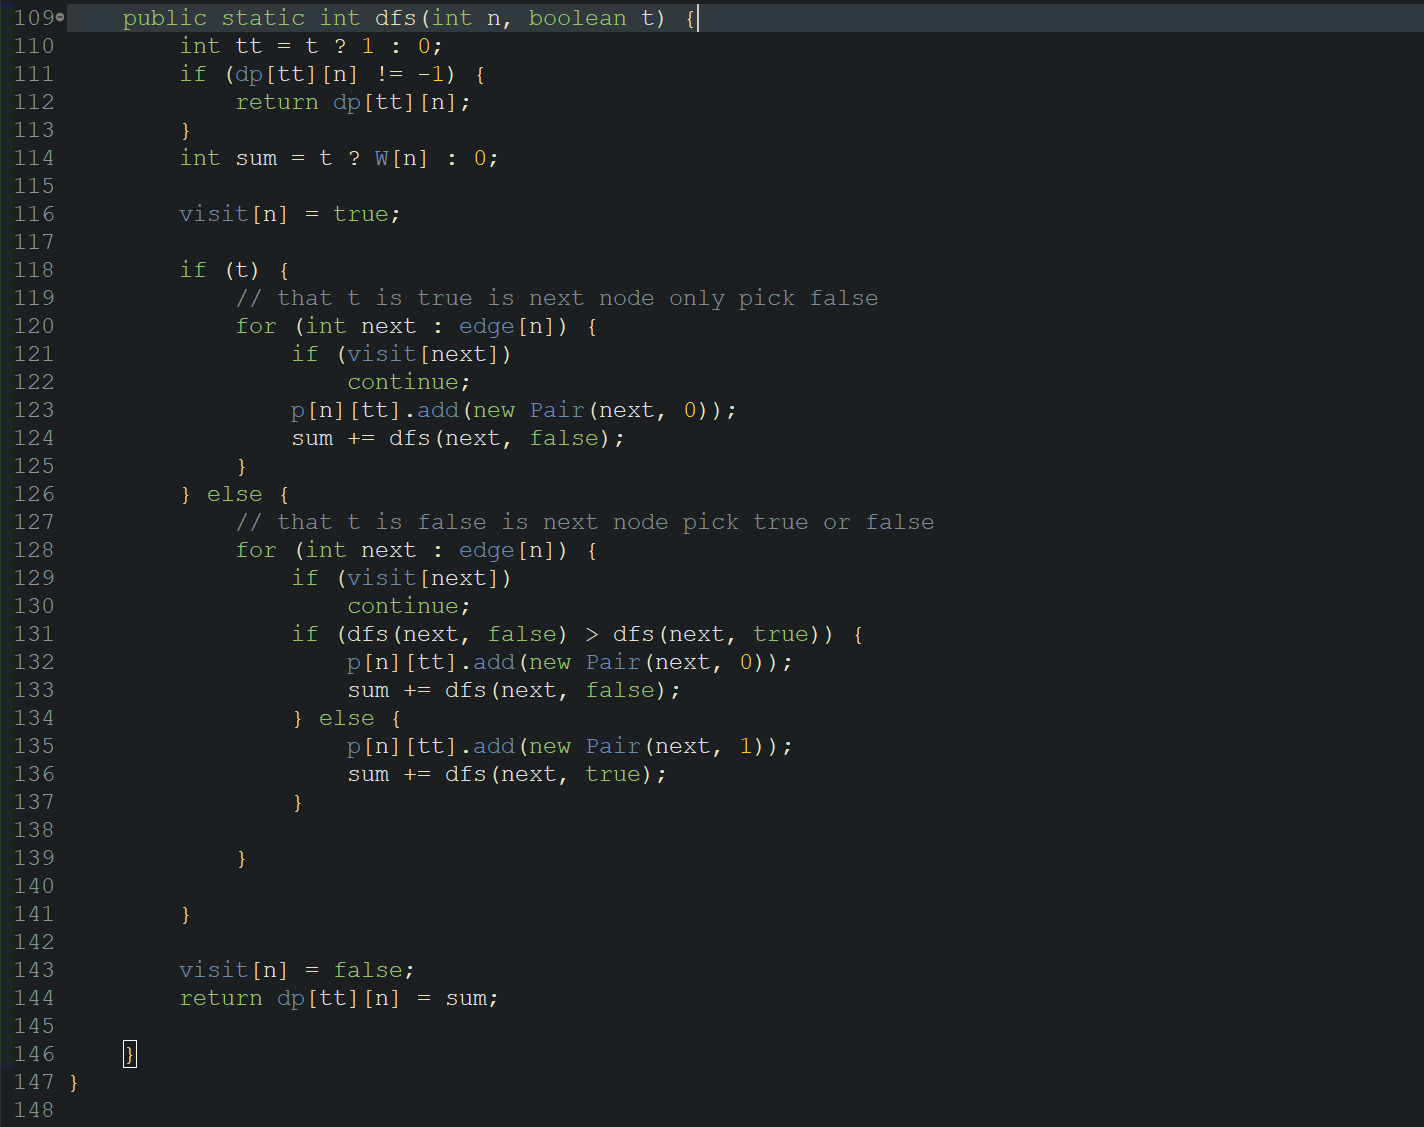 109 public static int dfs(int n, boolean t) {
110 int tt = t ? 1 : 0;
111 if (dp[tt][n] != -1) {
112 return dp[tt][n];
113 }
114 int sum = t ? W[n] : 0;
115
116 visit[n] = true;
117
118 if (t) {
119 // that t is true is next node only pick false
120 for (int next : edge[n]) {
121 if (visit[next])
122 continue;
123 p[n][tt].add(new Pair(next, 0));
124 sum += dfs(next, false);
125 }
126 } else {
127 // that t is false is next node pick true or false
128 for (int next : edge[n]) {
129 if (visit[next])
130 continue;
131 if (dfs(next, false) > dfs(next, true)) {
132 p[n][tt].add(new Pair(next, 0));
133 sum += dfs(next, false);
134 } else {
135 p[n][tt].add(new Pair(next, 1));
136 sum += dfs(next, true);
137 }
138
139 }
140
141 }
142
143 visit[n] = false;
144 return dp[tt][n] = sum;
145
146 }
147 }
148